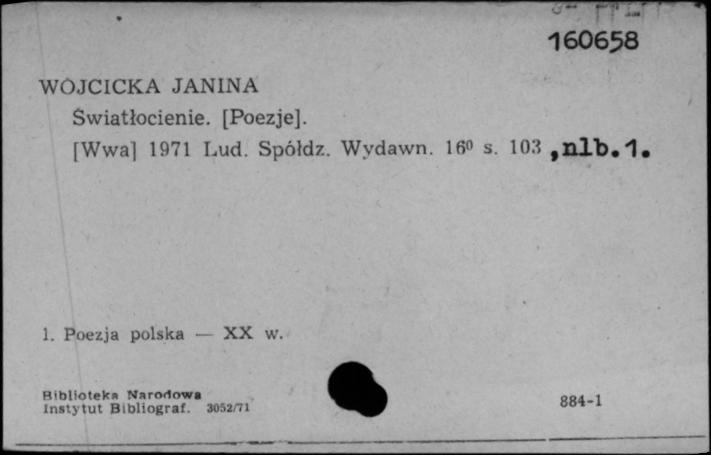 160658
WÓJCICKA JANINA
Światłocienie. [Poezje].
[Wwa] 1971 Lud. Spółdz. Wydawn. 16⁰ s. 103 ,nlb.1.
1. Poezja polska — XX w.
Biblioteka Narodowa
Instytut Bibliograf. 3052/71
884-1